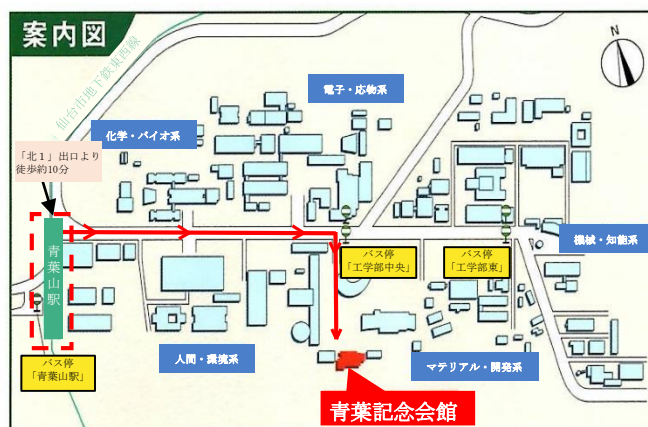 案内図
仙台市地下鉄東西線
N
電子・応物系
化学・バイオ系
「北1」出口より
徒歩約10分
機械・知能系
バス停
「工学部中央」
バス停
「工学部東」
青葉山駅
バス停
「青葉山駅」
人間・環境系
マテリアル・開発系
青葉記念会館